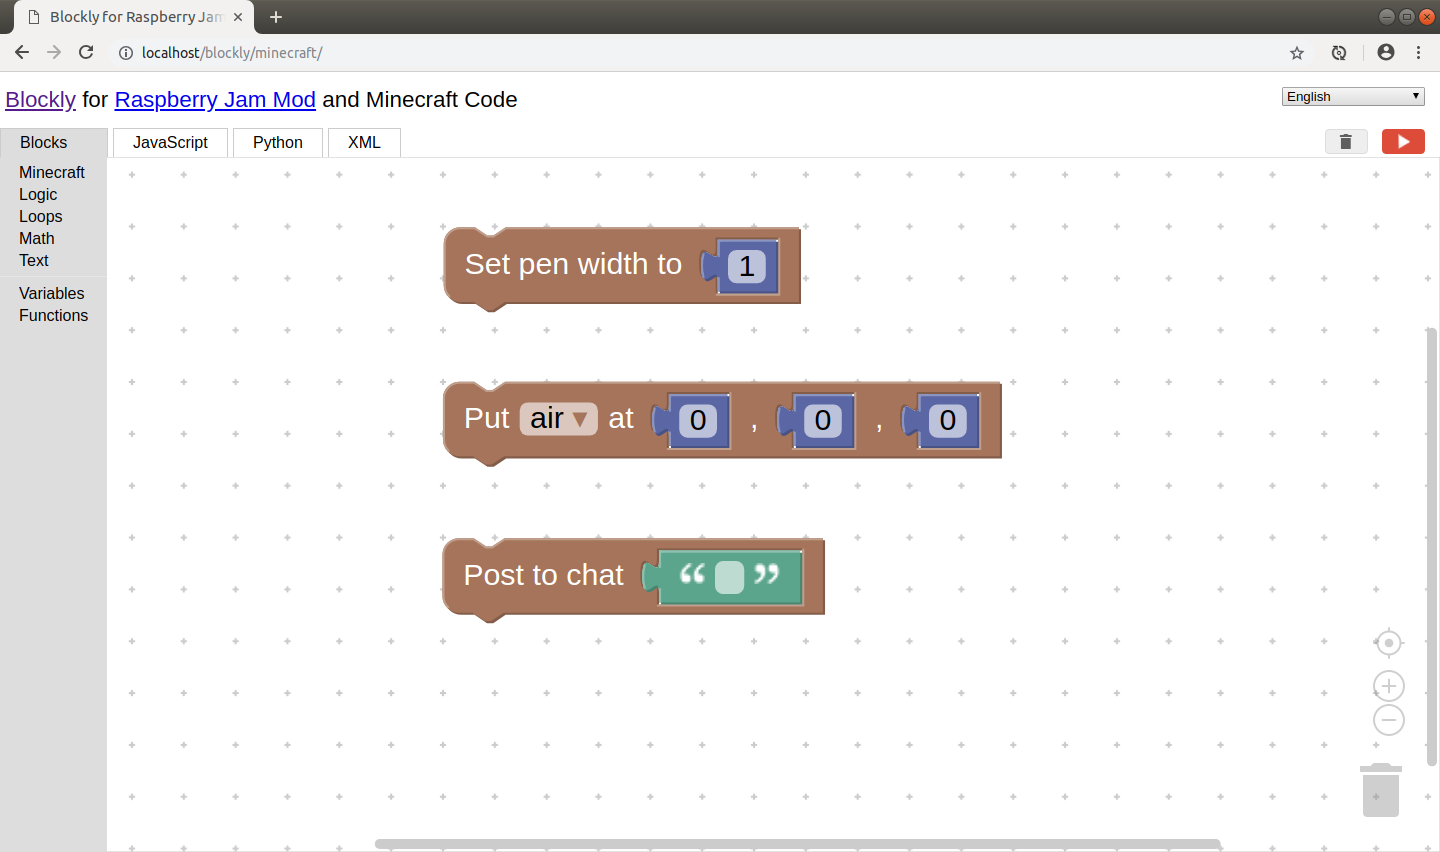 Blockly for Raspberry Jam
localhost/blockly/minecraft/
Blockly for Raspberry Jam Mod and Minecraft Code
English
Blocks
JavaScript
Python
XML
Minecraft
Logic
Loops
Math
Text
Variables
Functions
Set pen width to 1
Put air at 0 , 0 , 0
Post to chat “ ”